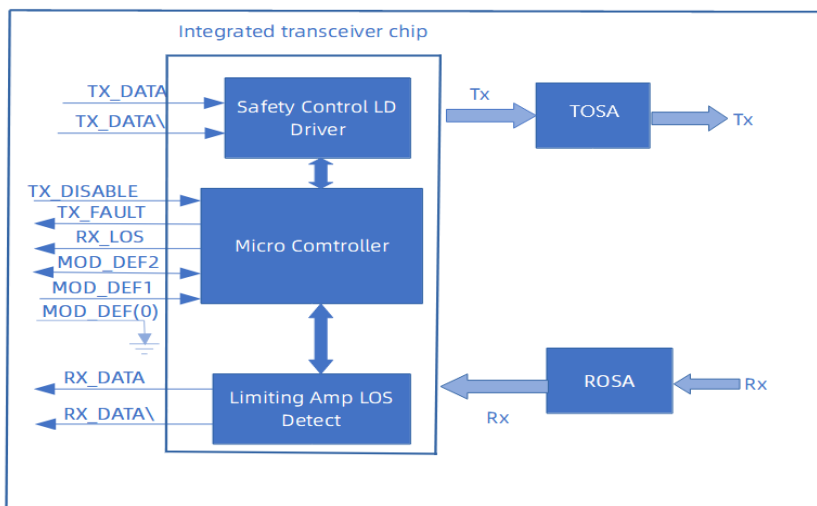 Integrated transceiver chip
TX_DATA
TX_DATA\
Safety Control LD
Driver
Tx
TOSA
Tx
TX_DISABLE
TX_FAULT
RX_LOS
MOD_DEF2
MOD_DEF1
MOD_DEF(0)
Micro Comtroller
RX_DATA
RX_DATA\
Limiting Amp LOS
Detect
Rx
ROSA
Rx